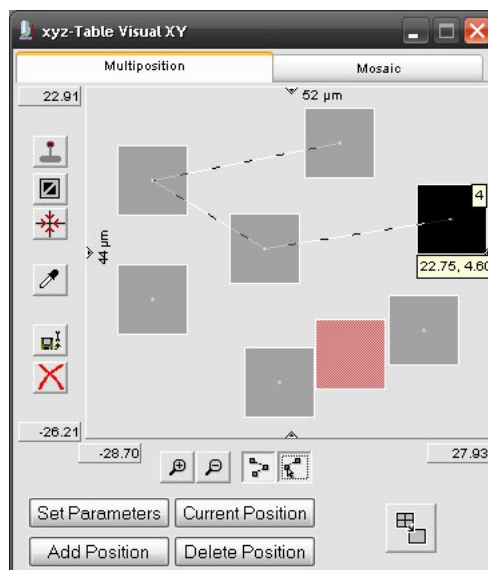 xyz-Table Visual XY
Multiposition
Mosaic
22.91
52 µm
4
44 µm
22.75, 4.60
-26.21
-28.70
27.93
Set Parameters
Current Position
Add Position
Delete Position